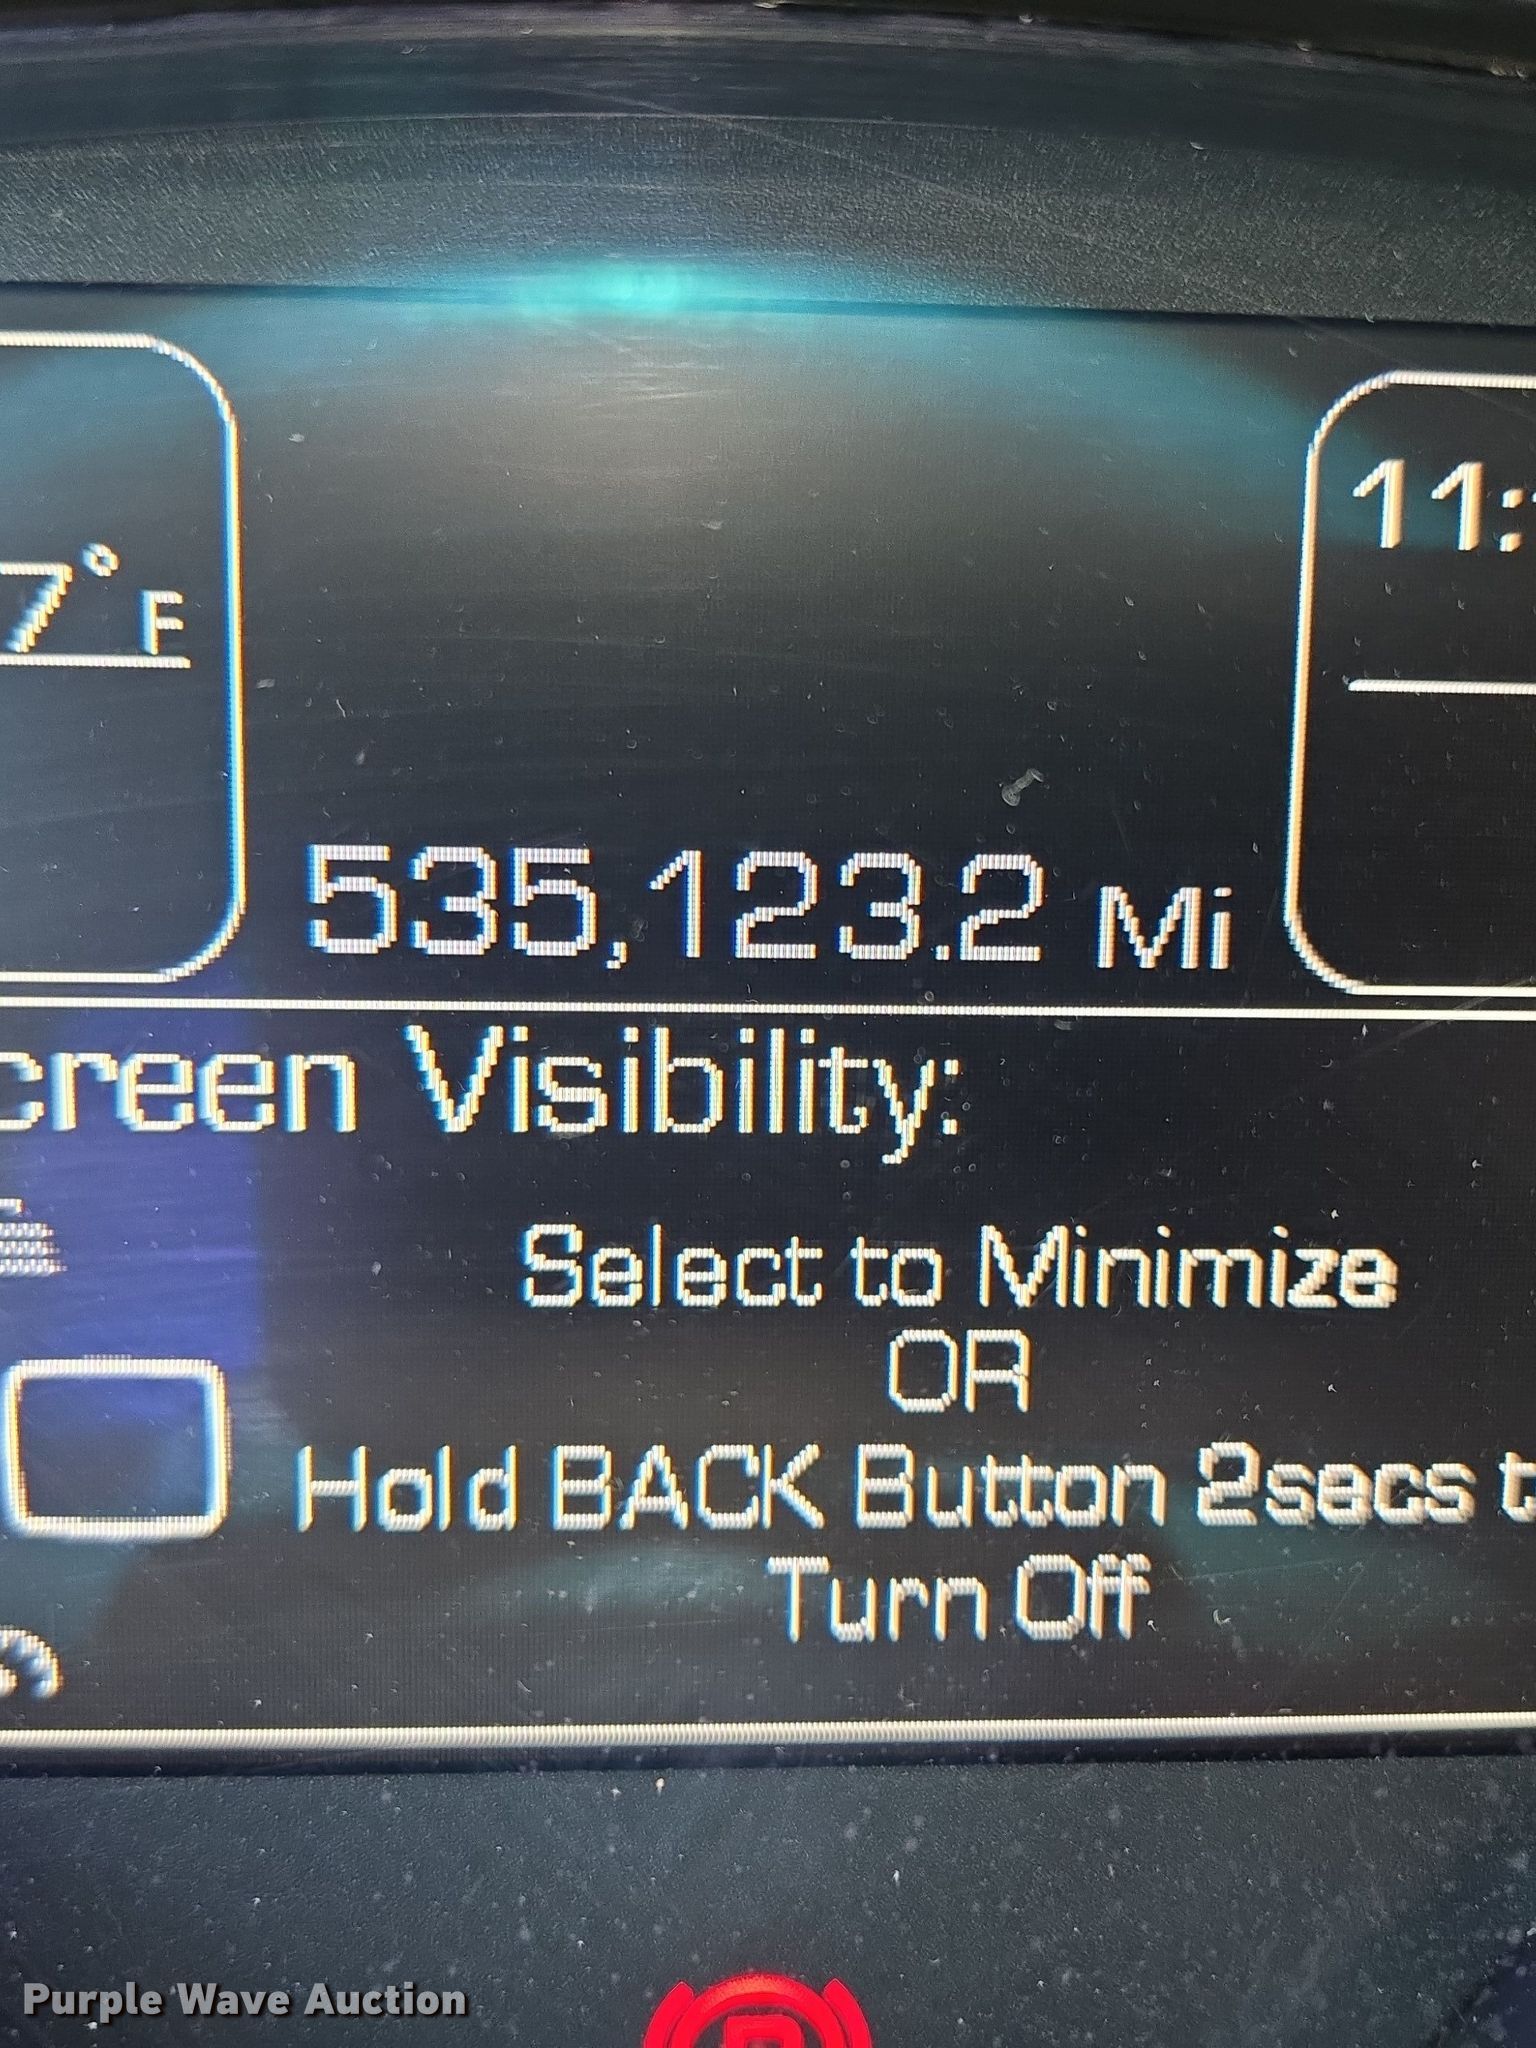 7°F
11:
535,123.2 Mi
creen Visibility:
Select to Minimize
OR
Hold BACK Button 2secs t
Turn Off
Purple Wave Auction